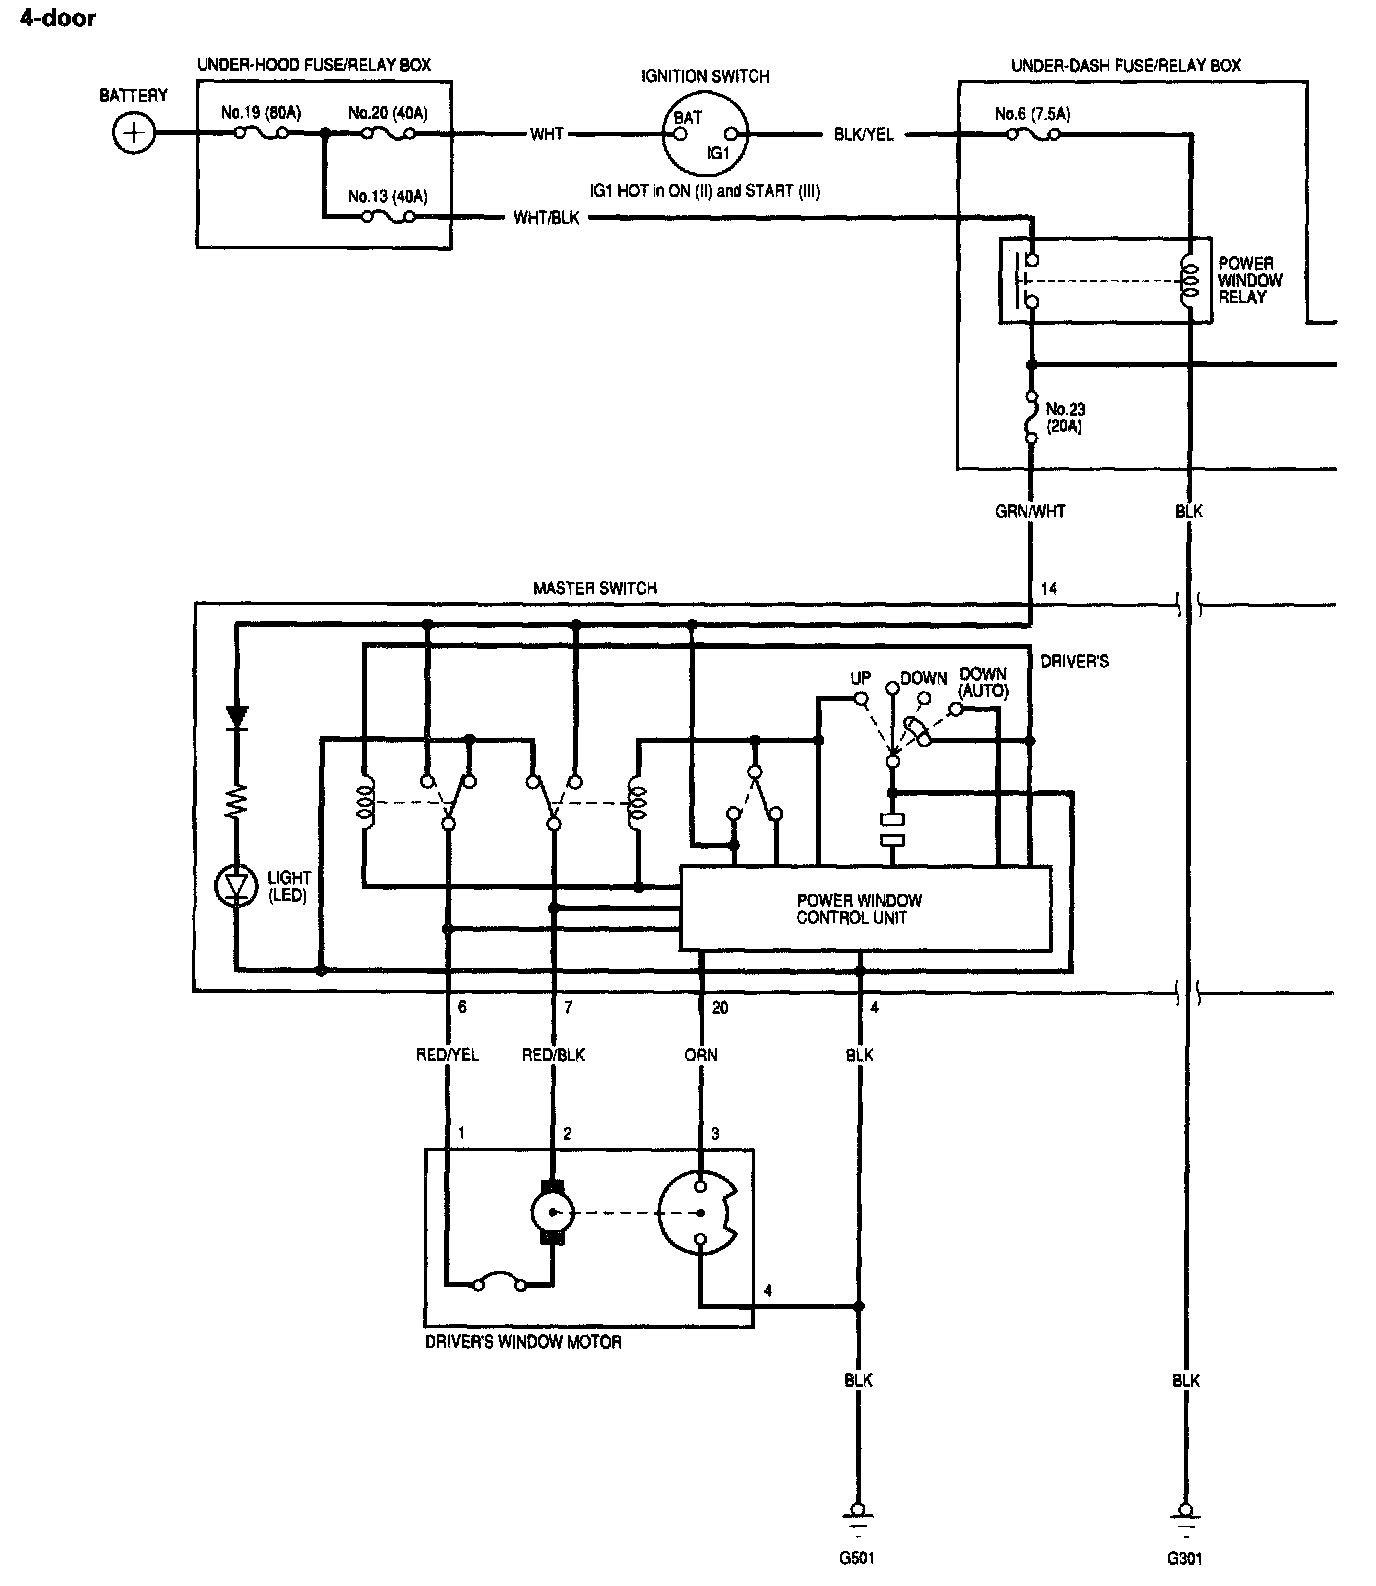 4-door
UNDER-HOOD FUSE/RELAY BOX
IGNITION SWITCH
UNDER-DASH FUSE/RELAY BOX
BATTERY
No.19 (80A)
No.20 (40A)
BAT
No.6 (7.5A)
WHT
BLK/YEL
IG1
No.13 (40A)
IG1 HOT in ON (II) and START (III)
WHT/BLK
POWER
WINDOW
RELAY
No.23
(20A)
GRN/WHT
BLK
MASTER SWITCH
14
DRIVER'S
UP
DOWN
DOWN
(AUTO)
LIGHT
(LED)
POWER WINDOW
CONTROL UNIT
6
7
20
4
RED/YEL
RED/BLK
ORN
BLK
1
2
3
4
DRIVER'S WINDOW MOTOR
BLK
BLK
G501
G301